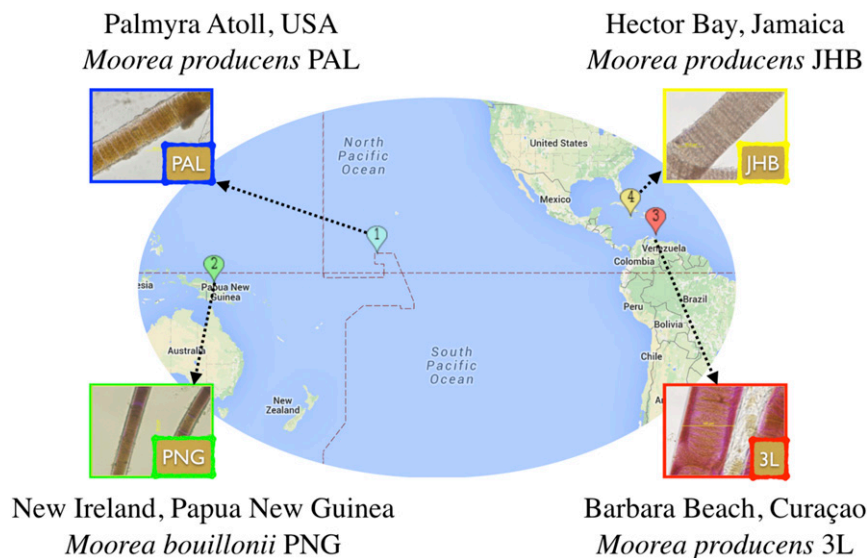 Palmyra Atoll, USA
Moorea producens PAL
Hector Bay, Jamaica
Moorea producens JHB
PAL
JHB
North
Pacific
Ocean
United States
Mexico
4
3
1
2
Venezuela
Colombia
esia
Papua New
Guinea
Brazil
Peru
Bolivia
Australia
Chile
South
Pacific
Ocean
New
Zealand
PNG
3L
New Ireland, Papua New Guinea
Moorea bouillonii PNG
Barbara Beach, Curaçao
Moorea producens 3L